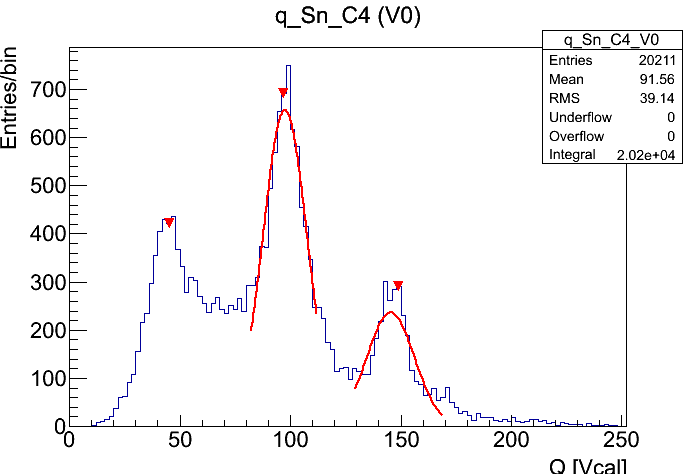 q_Sn_C4 (V0)
q_Sn_C4_V0
Entries 20211
Mean 91.56
RMS 39.14
Underflow 0
Overflow 0
Integral 2.02e+04
Entries/bin
700
600
500
400
300
200
100
0
0 50 100 150 200 250
Q [Vcal]